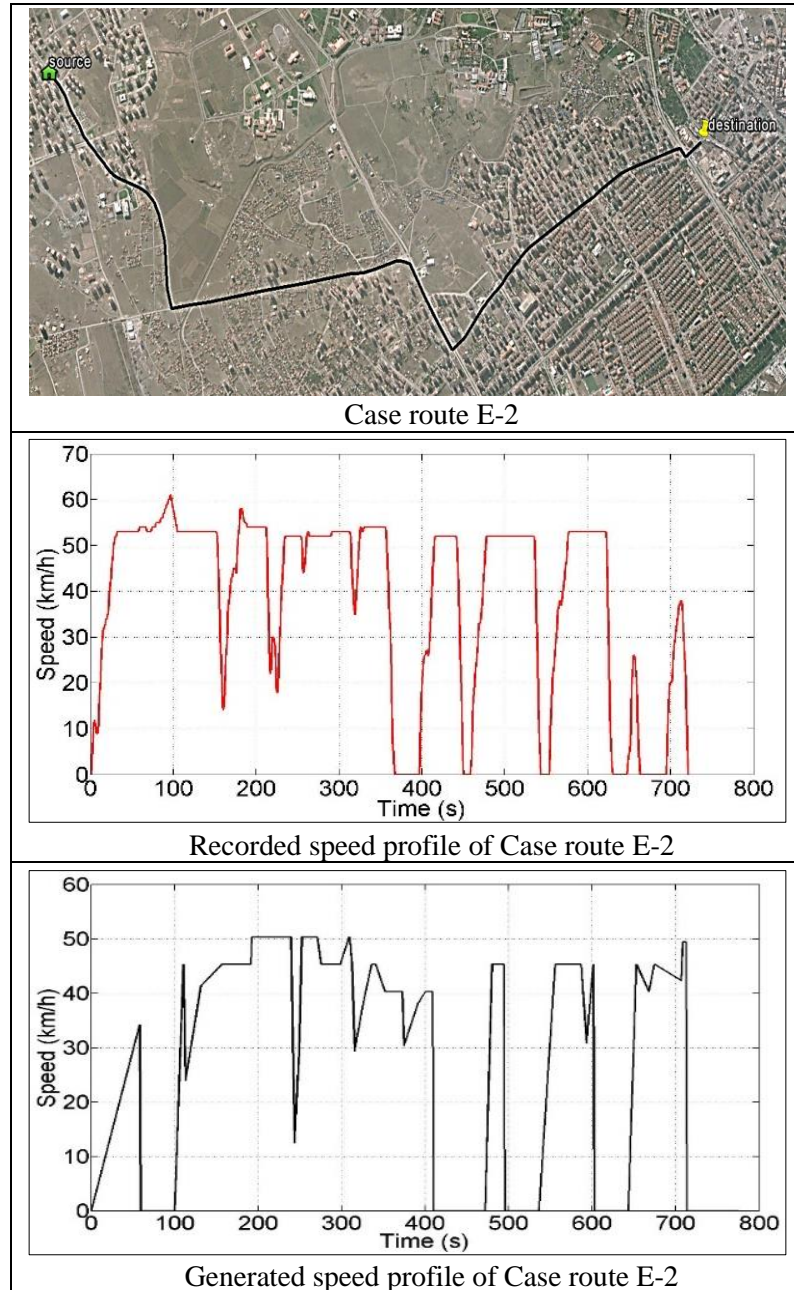 source
destination
Case route E-2
70
60
50
40
30
20
10
0
Speed (km/h)
0 100 200 300 400 500 600 700 800
Time (s)
Recorded speed profile of Case route E-2
60
50
40
30
20
10
0
Speed (km/h)
0 100 200 300 400 500 600 700 800
Time (s)
Generated speed profile of Case route E-2